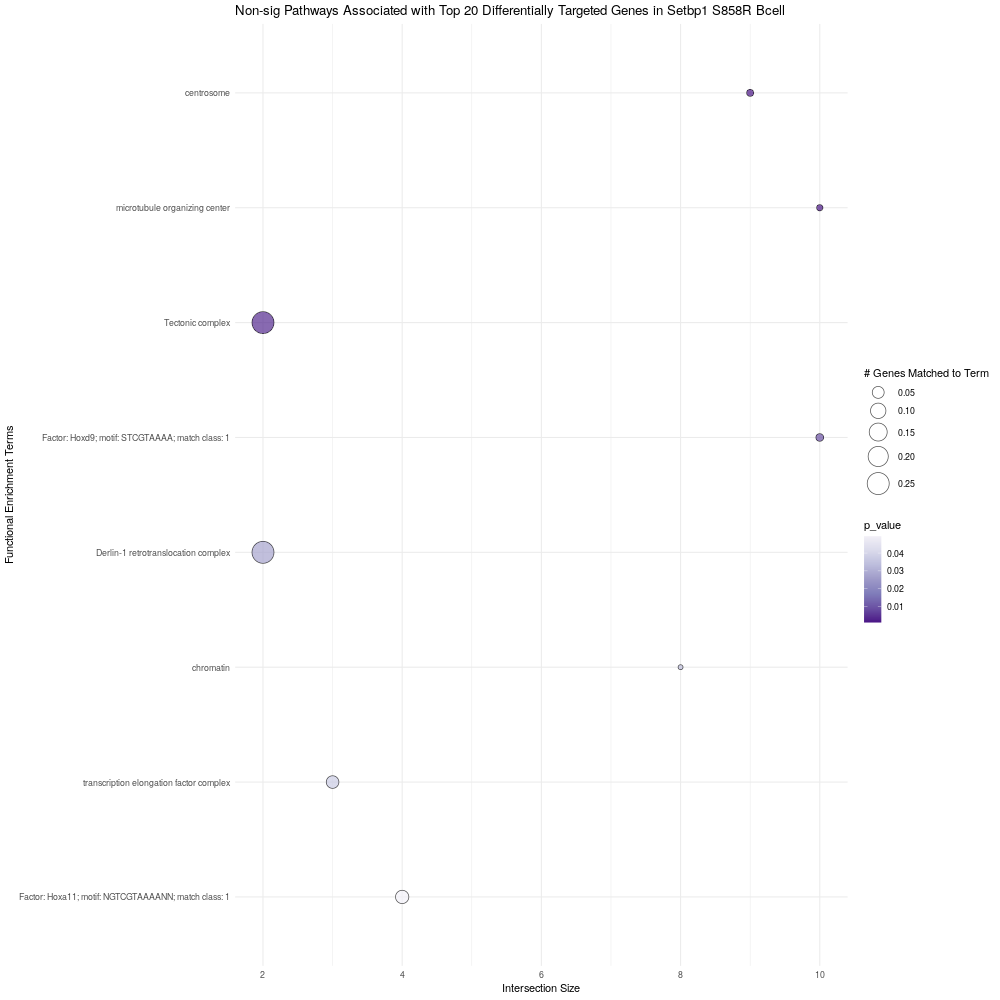 Non-sig Pathways Associated with Top 20 Differentially Targeted Genes in Setbp1 S858R Bcell
Functional Enrichment Terms
centrosome
microtubule organizing center
Tectonic complex
Factor: Hoxd9; motif: STCGTAAAA; match class: 1
Derlin-1 retrotranslocation complex
chromatin
transcription elongation factor complex
Factor: Hoxa11; motif: NGTCGTAAAANN; match class: 1
2 4 6 8 10
Intersection Size
# Genes Matched to Term
0.05
0.10
0.15
0.20
0.25
p_value
0.04
0.03
0.02
0.01